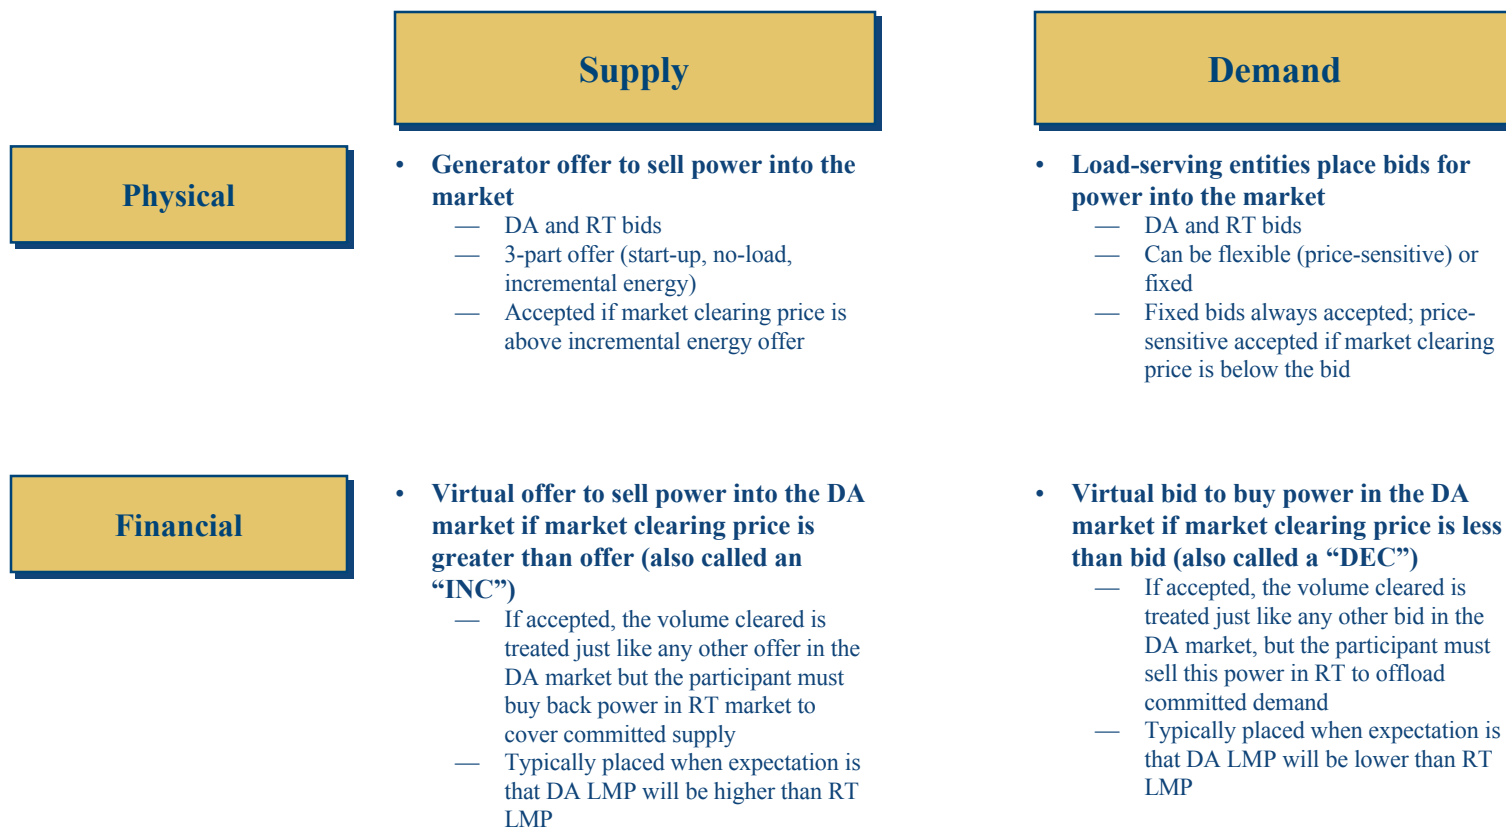 Supply
Demand
Physical
• Generator offer to sell power into the
market
— DA and RT bids
— 3-part offer (start-up, no-load,
incremental energy)
— Accepted if market clearing price is
above incremental energy offer
• Load-serving entities place bids for
power into the market
— DA and RT bids
— Can be flexible (price-sensitive) or
fixed
— Fixed bids always accepted; price-
sensitive accepted if market clearing
price is below the bid
Financial
• Virtual offer to sell power into the DA
market if market clearing price is
greater than offer (also called an
“INC”)
— If accepted, the volume cleared is
treated just like any other offer in the
DA market but the participant must
buy back power in RT market to
cover committed supply
— Typically placed when expectation is
that DA LMP will be higher than RT
LMP
• Virtual bid to buy power in the DA
market if market clearing price is less
than bid (also called a “DEC”)
— If accepted, the volume cleared is
treated just like any other bid in the
DA market, but the participant must
sell this power in RT to offload
committed demand
— Typically placed when expectation is
that DA LMP will be lower than RT
LMP